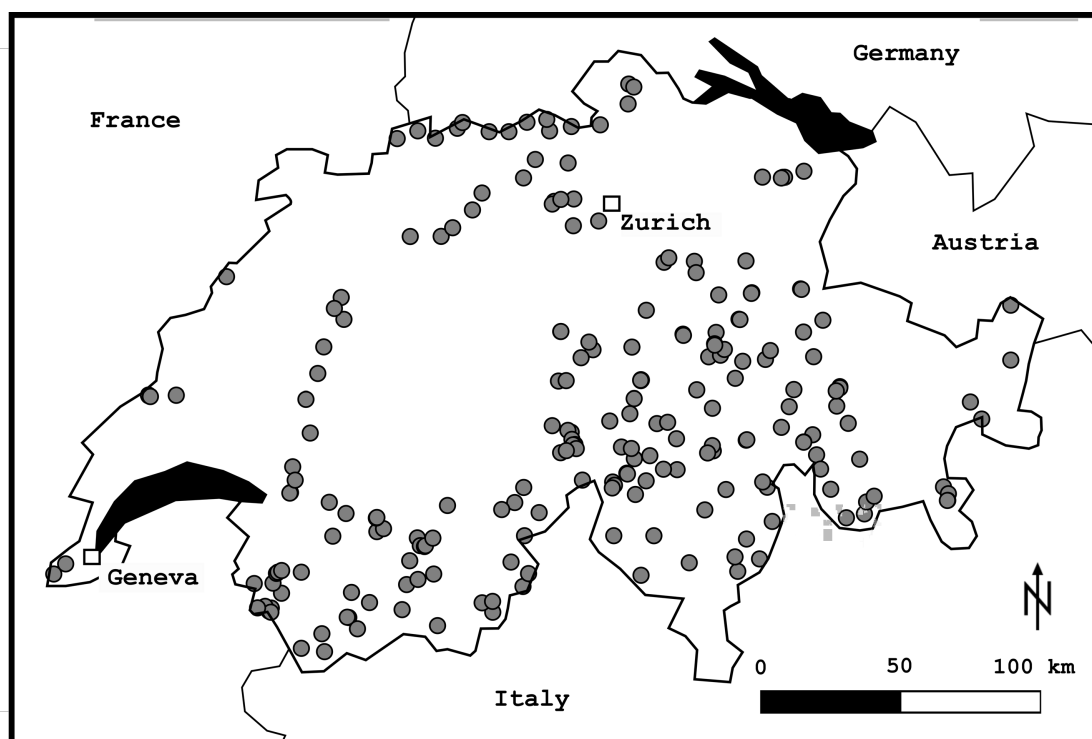 Germany
France
Zurich
Austria
Geneva
N
0 50 100 km
Italy